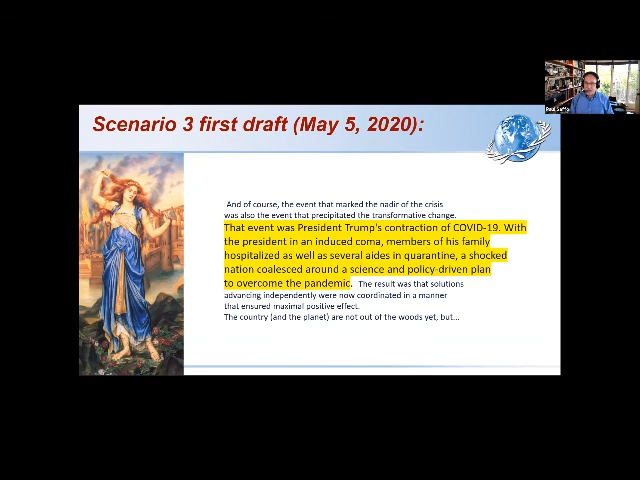 Scenario 3 first draft (May 5, 2020):
And of course, the event that marked the nadir of the crisis
was also the event that precipitated the transformative change.
That event was President Trump's contraction of COVID-19. With
the president in an induced coma, members of his family
hospitalized as well as several aides in quarantine, a shocked
nation coalesced around a science and policy-driven plan
to overcome the pandemic. The result was that solutions
advancing independently were now coordinated in a manner
that ensured maximal positive effect.
The country (and the planet) are not out of the woods yet, but...
Paul Saffo